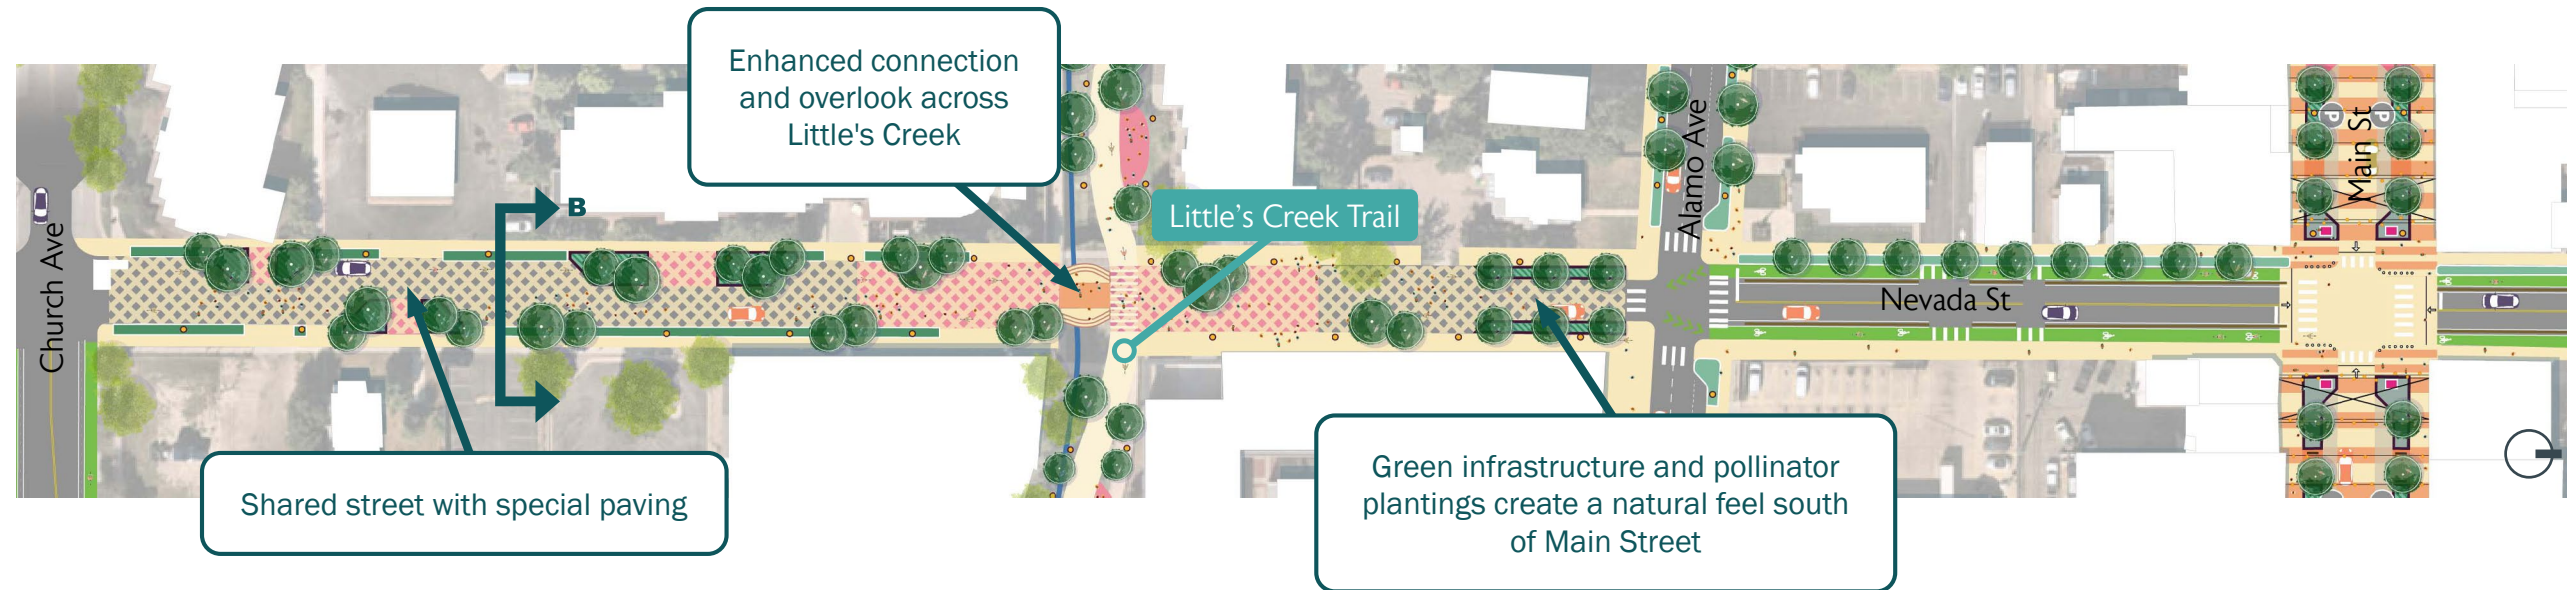 Enhanced connection
and overlook across
Little's Creek
B
Little's Creek Trail
Church Ave
Alamo Ave
Main St
P
P
Nevada St
Shared street with special paving
Green infrastructure and pollinator
plantings create a natural feel south
of Main Street